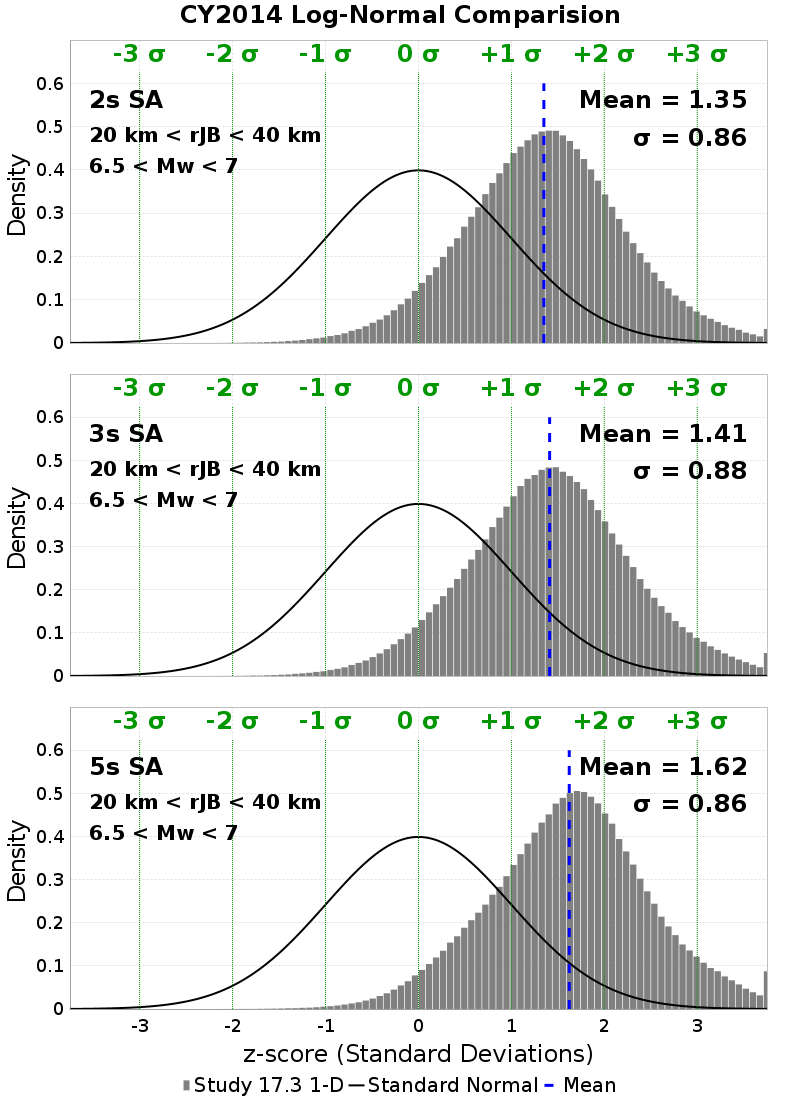 CY2014 Log-Normal Comparision
-3 σ -2 σ -1 σ 0 σ +1 σ +2 σ +3 σ
0.6
2s SA Mean = 1.35
0.5
20 km < rJB < 40 km σ = 0.86
6.5 < Mw < 7
0.4
Density
0.3
0.2
0.1
0
-3 σ -2 σ -1 σ 0 σ +1 σ +2 σ +3 σ
0.6
3s SA Mean = 1.41
0.5
20 km < rJB < 40 km σ = 0.88
6.5 < Mw < 7
0.4
Density
0.3
0.2
0.1
0
-3 σ -2 σ -1 σ 0 σ +1 σ +2 σ +3 σ
0.6
5s SA Mean = 1.62
0.5
20 km < rJB < 40 km σ = 0.86
6.5 < Mw < 7
0.4
Density
0.3
0.2
0.1
0
-3 -2 -1 0 1 2 3
z-score (Standard Deviations)
Study 17.3 1-D Standard Normal Mean